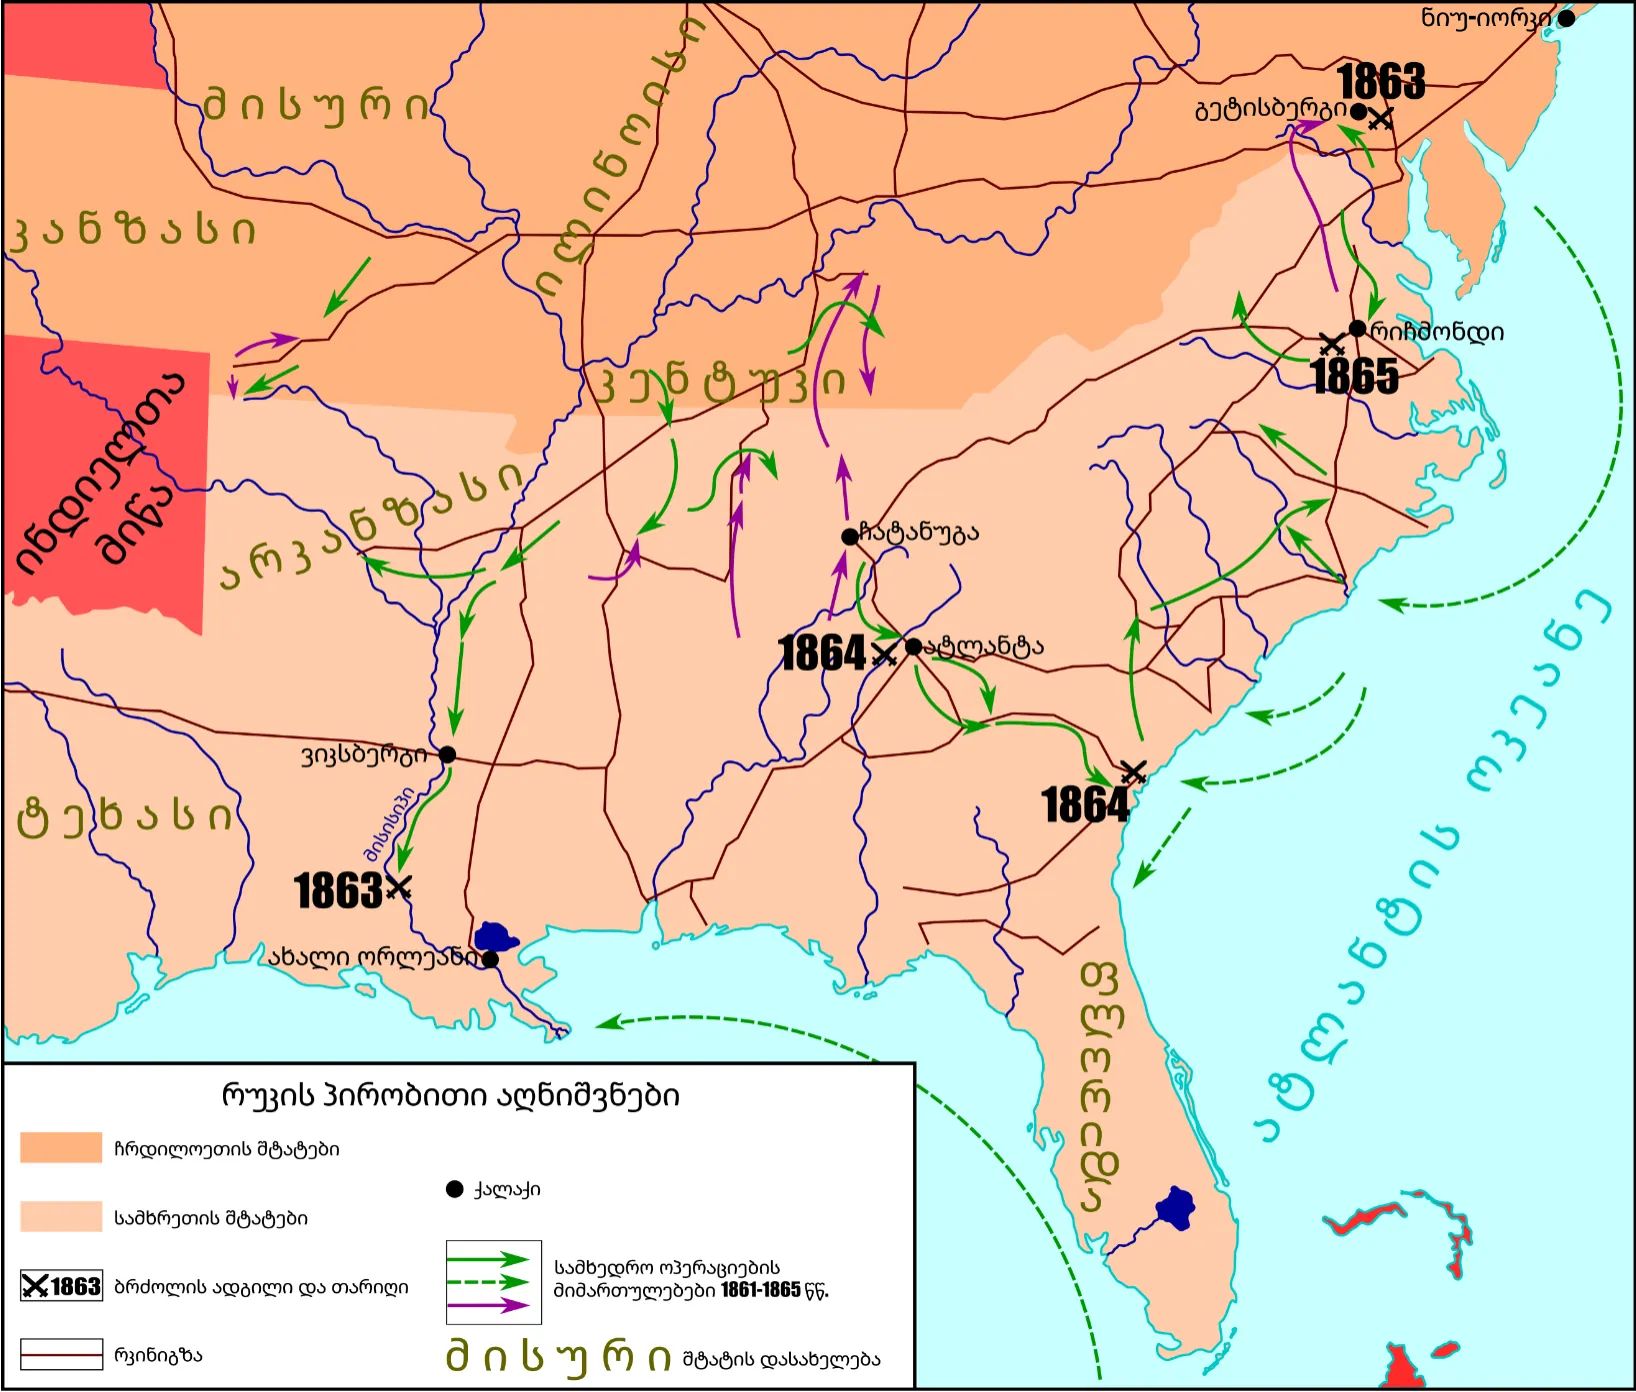 ნიუ-იორკი
1863
გეტისბერგი
მისური
ილინოისი
კანზასი
რიჩმონდი
1865
კენტუკი
ინდიელთა
მიწა
არკანზასი
ჩატანუგა
1864
ატლანტა
ვიკსბერგი
ტეხასი
მისისიპი
1864
1863
ახალი ორლეანი
ატლანტის ოკეანე
ფლორიდა
რუკის პირობითი აღნიშვნები
ჩრდილოეთის შტატები
სამხრეთის შტატები
1863 ბრძოლის ადგილი და თარიღი
რკინიგზა
ქალაქი
სამხედრო ოპერაციების
მიმართულებები 1861-1865 წწ.
მისური შტატის დასახელება